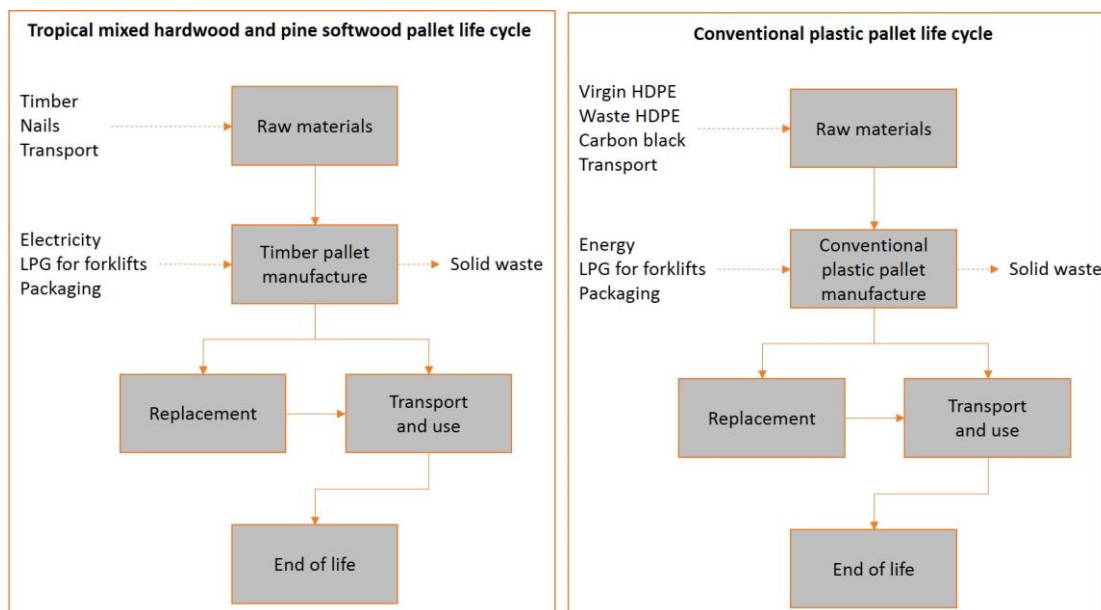 Tropical mixed hardwood and pine softwood pallet life cycle
Timber
Nails
Transport
Raw materials
Electricity
LPG for forklifts
Packaging
Timber pallet
manufacture
Solid waste
Replacement
Transport
and use
End of life
Conventional plastic pallet life cycle
Virgin HDPE
Waste HDPE
Carbon black
Transport
Raw materials
Energy
LPG for forklifts
Packaging
Conventional
plastic pallet
manufacture
Solid waste
Replacement
Transport
and use
End of life